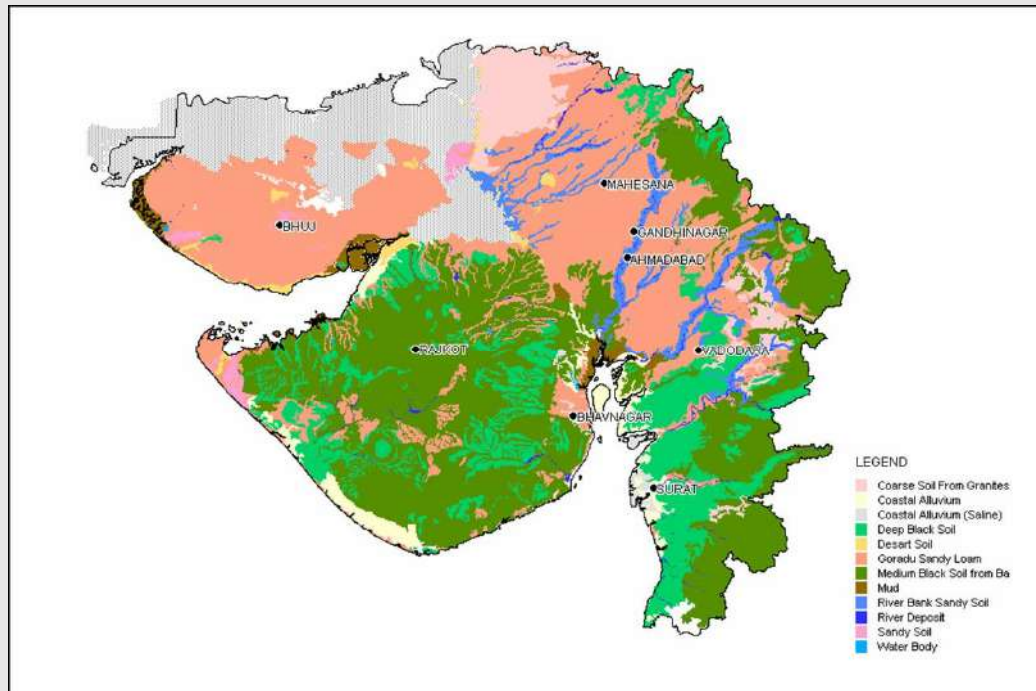 MAHESANA
BHUJ
GANDHINAGAR
AHMADABAD
RAJKOT
VADODARA
BHAVNAGAR
SURAT
LEGEND
Coarse Soil From Granites
Coastal Alluvium
Coastal Alluvium (Saline)
Deep Black Soil
Desart Soil
Goradu Sandy Loam
Medium Black Soil from Ba
Mud
River Bank Sandy Soil
River Deposit
Sandy Soil
Water Body